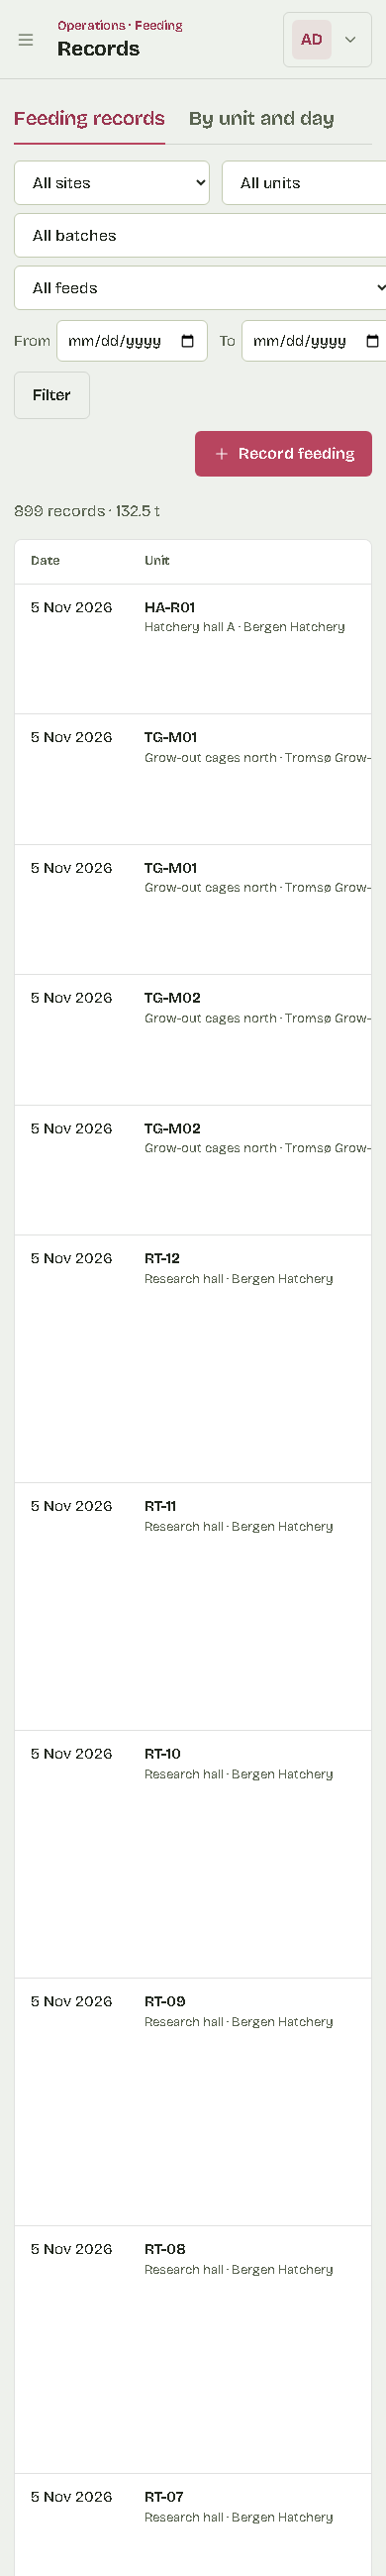 Operations · Feeding
Records
AD
Feeding records By unit and day
All sites All units
All batches
All feeds
From mm/dd/yyyy To mm/dd/yyyy
Filter
+ Record feeding
899 records · 132.5 t
Date Unit
5 Nov 2026 HA-R01
Hatchery hall A · Bergen Hatchery
5 Nov 2026 TG-M01
Grow-out cages north · Tromsø Grow-
5 Nov 2026 TG-M01
Grow-out cages north · Tromsø Grow-
5 Nov 2026 TG-M02
Grow-out cages north · Tromsø Grow-
5 Nov 2026 TG-M02
Grow-out cages north · Tromsø Grow-
5 Nov 2026 RT-12
Research hall · Bergen Hatchery
5 Nov 2026 RT-11
Research hall · Bergen Hatchery
5 Nov 2026 RT-10
Research hall · Bergen Hatchery
5 Nov 2026 RT-09
Research hall · Bergen Hatchery
5 Nov 2026 RT-08
Research hall · Bergen Hatchery
5 Nov 2026 RT-07
Research hall · Bergen Hatchery